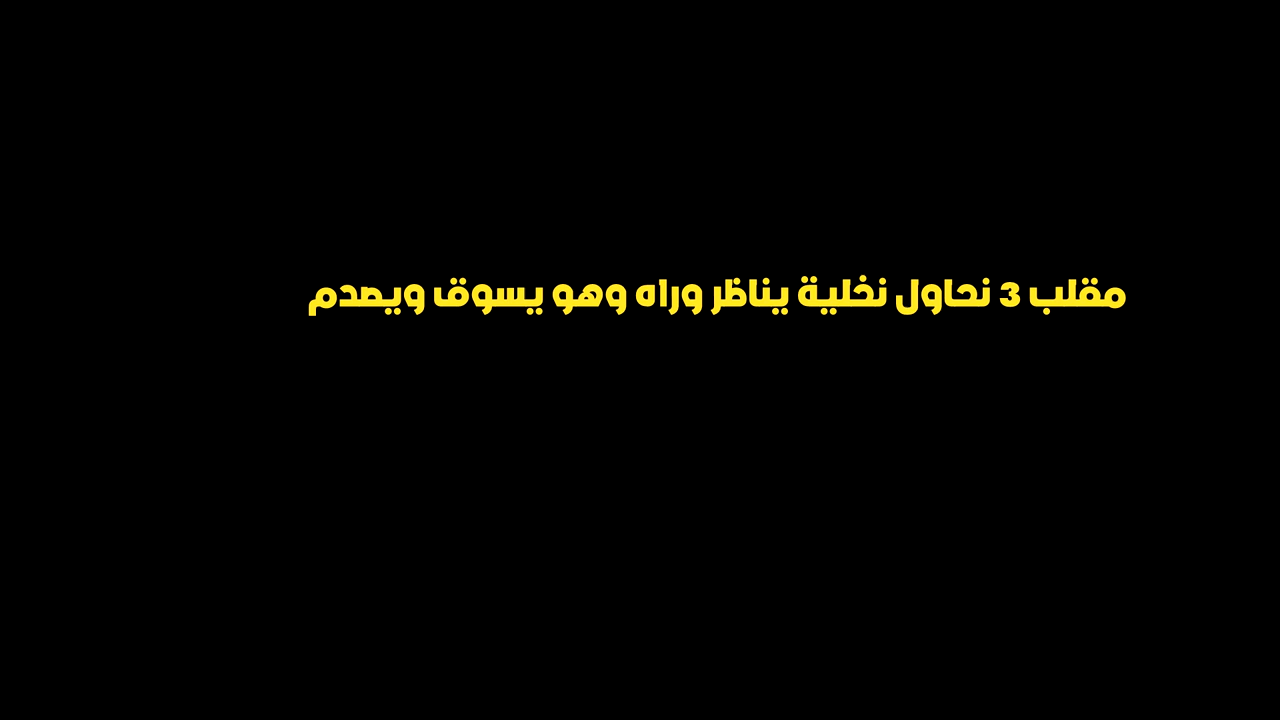 مقلب 3 نحاول نخلية يناظر وراه وهو يسوق ويصدم